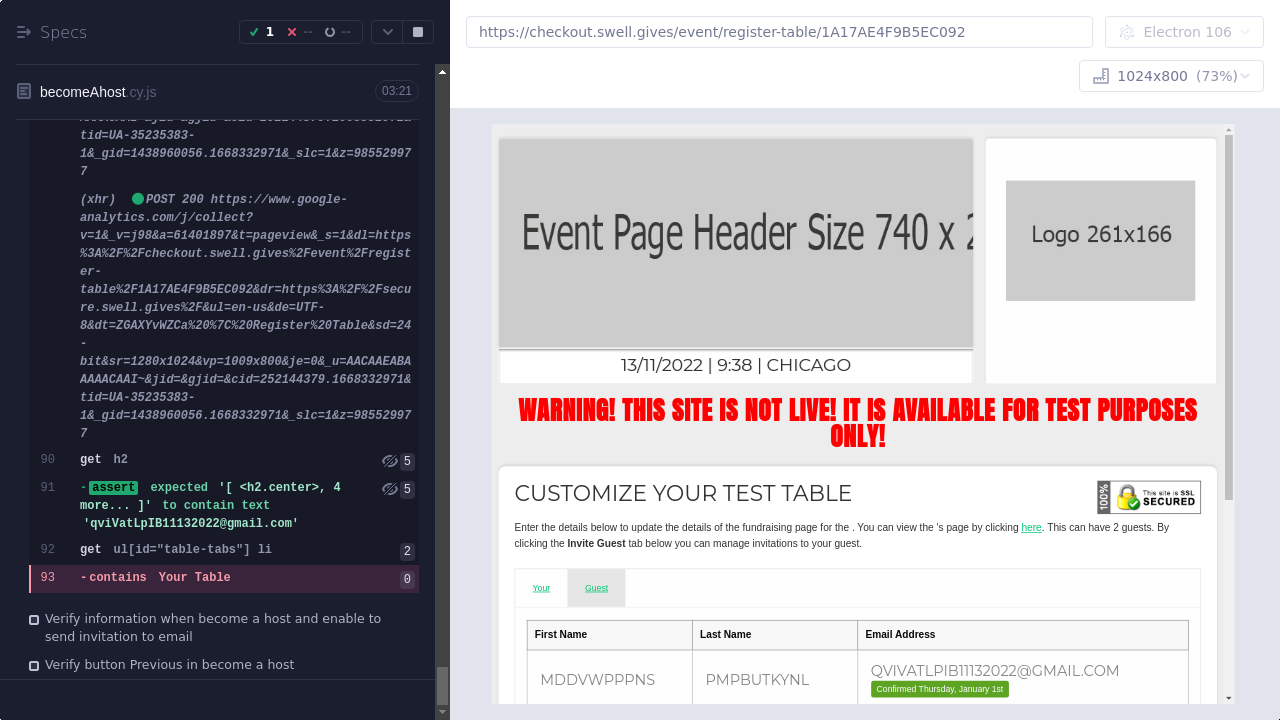 Specs
1
--
--
becomeAhost.cy.js
03:21
tid=UA-35235383-
1&_gid=1438960056.1668332971&_slc=1&z=98552997
7
(xhr) POST 200 https://www.google-
analytics.com/j/collect?
v=1&_v=j98&a=61401897&t=pageview&_s=1&dl=https
%3A%2F%2Fcheckout.swell.gives%2Fevent%2Fregist
er-
table%2F1A17AE4F9B5EC092&dr=https%3A%2F%2Fsecu
re.swell.gives%2F&ul=en-us&de=UTF-
8&dt=ZGAXYvWZCa%20%7C%20Register%20Table&sd=24
-
bit&sr=1280x1024&vp=1009x800&je=0&_u=AACAAEABA
AAAACAAI~&jid=&gjid=&cid=252144379.1668332971&
tid=UA-35235383-
1&_gid=1438960056.1668332971&_slc=1&z=98552997
7
90 get h2 5
91 -assert expected '[ <h2.center>, 4 5
more... ]' to contain text
'qviVatLpIB11132022@gmail.com'
92 get ul[id="table-tabs"] li 2
93 -contains Your Table 0
Verify information when become a host and enable to
send invitation to email
Verify button Previous in become a host
https://checkout.swell.gives/event/register-table/1A17AE4F9B5EC092
Electron 106
1024x800 (73%)
Event Page Header Size 740 x
Logo 261x166
13/11/2022 | 9:38 | CHICAGO
WARNING! THIS SITE IS NOT LIVE! IT IS AVAILABLE FOR TEST PURPOSES
ONLY!
CUSTOMIZE YOUR TEST TABLE
100%
This site is SSL
SECURED
Enter the details below to update the details of the fundraising page for the . You can view the 's page by clicking here. This can have 2 guests. By
clicking the Invite Guest tab below you can manage invitations to your guest.
Your
Guest
First Name
Last Name
Email Address
MDDVWPPPNS
PMPBUTKYNL
QVIVATLPIB11132022@GMAIL.COM
Confirmed Thursday, January 1st